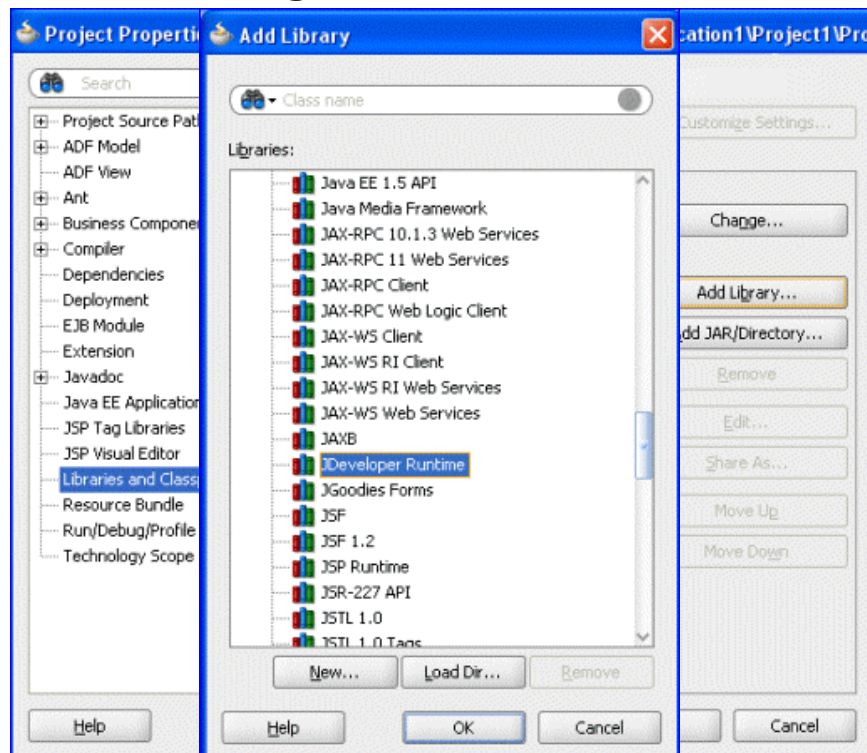 Project Properti
Search
Project Source Pat
ADF Model
ADF View
Ant
Business Compone
Compiler
Dependencies
Deployment
EJB Module
Extension
Javadoc
Java EE Application
JSP Tag Libraries
JSP Visual Editor
Libraries and Class
Resource Bundle
Run/Debug/Profile
Technology Scope
Help
Add Library
Class name
Libraries:
Java EE 1.5 API
Java Media Framework
JAX-RPC 10.1.3 Web Services
JAX-RPC 11 Web Services
JAX-RPC Client
JAX-RPC Web Logic Client
JAX-WS Client
JAX-WS RI Client
JAX-WS RI Web Services
JAX-WS Web Services
JAXB
JDeveloper Runtime
JGoodies Forms
JSF
JSF 1.2
JSP Runtime
JSR-227 API
JSTL 1.0
JSTL 1.0 Tags
New... Load Dir... Remove
Help OK Cancel
cation1\Project1\Pro
Customize Settings...
Change...
Add Library...
dd JAR/Directory...
Remove
Edit...
Share As...
Move Up
Move Down
Cancel